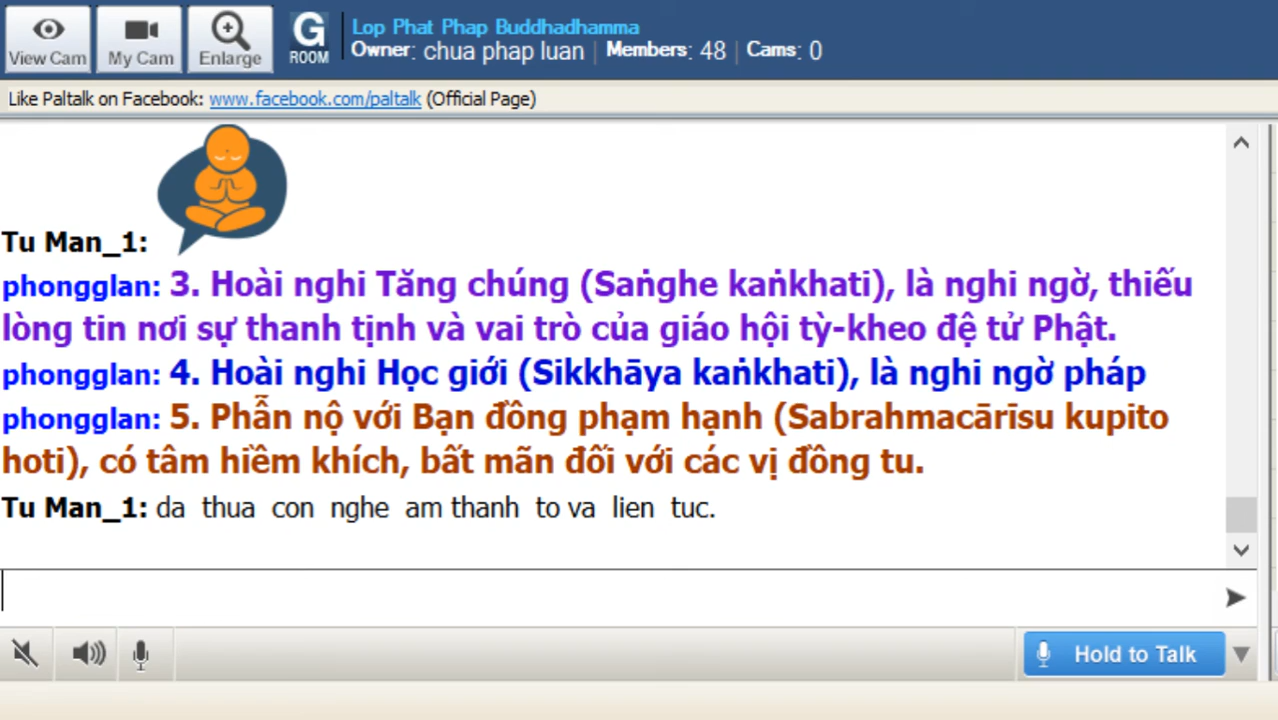 View Cam
My Cam
Enlarge
G ROOM
Lop Phat Phap Buddhadhamma
Owner: chua phap luan | Members: 48 | Cams: 0
Like Paltalk on Facebook: www.facebook.com/paltalk (Official Page)
Tu Man_1:
phongglan: 3. Hoài nghi Tăng chúng (Saṅghe kaṅkhati), là nghi ngờ, thiếu
lòng tin nơi sự thanh tịnh và vai trò của giáo hội tỳ-kheo đệ tử Phật.
phongglan: 4. Hoài nghi Học giới (Sikkhāya kaṅkhati), là nghi ngờ pháp
phongglan: 5. Phẫn nộ với Bạn đồng phạm hạnh (Sabrahmacārīsu kupito
hoti), có tâm hiềm khích, bất mãn đối với các vị đồng tu.
Tu Man_1: da thua con nghe am thanh to va lien tuc.
Hold to Talk